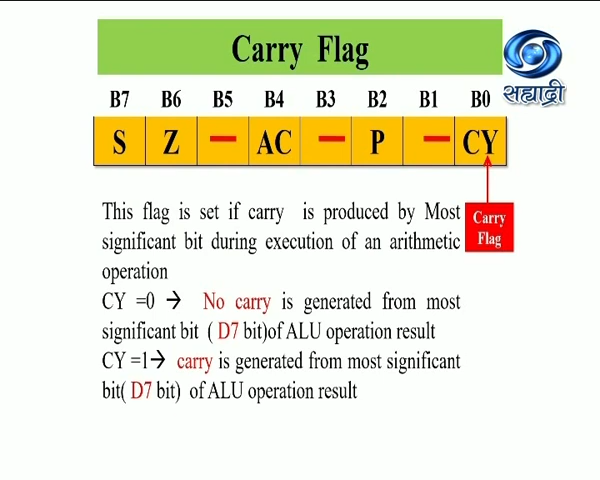 Carry Flag
सह्याद्री
B7 B6 B5 B4 B3 B2 B1 B0
S Z — AC — P — CY
This flag is set if carry is produced by Most
significant bit during execution of an arithmetic
operation
Carry
Flag
CY =0 → No carry is generated from most
significant bit ( D7 bit)of ALU operation result
CY =1→ carry is generated from most significant
bit( D7 bit) of ALU operation result